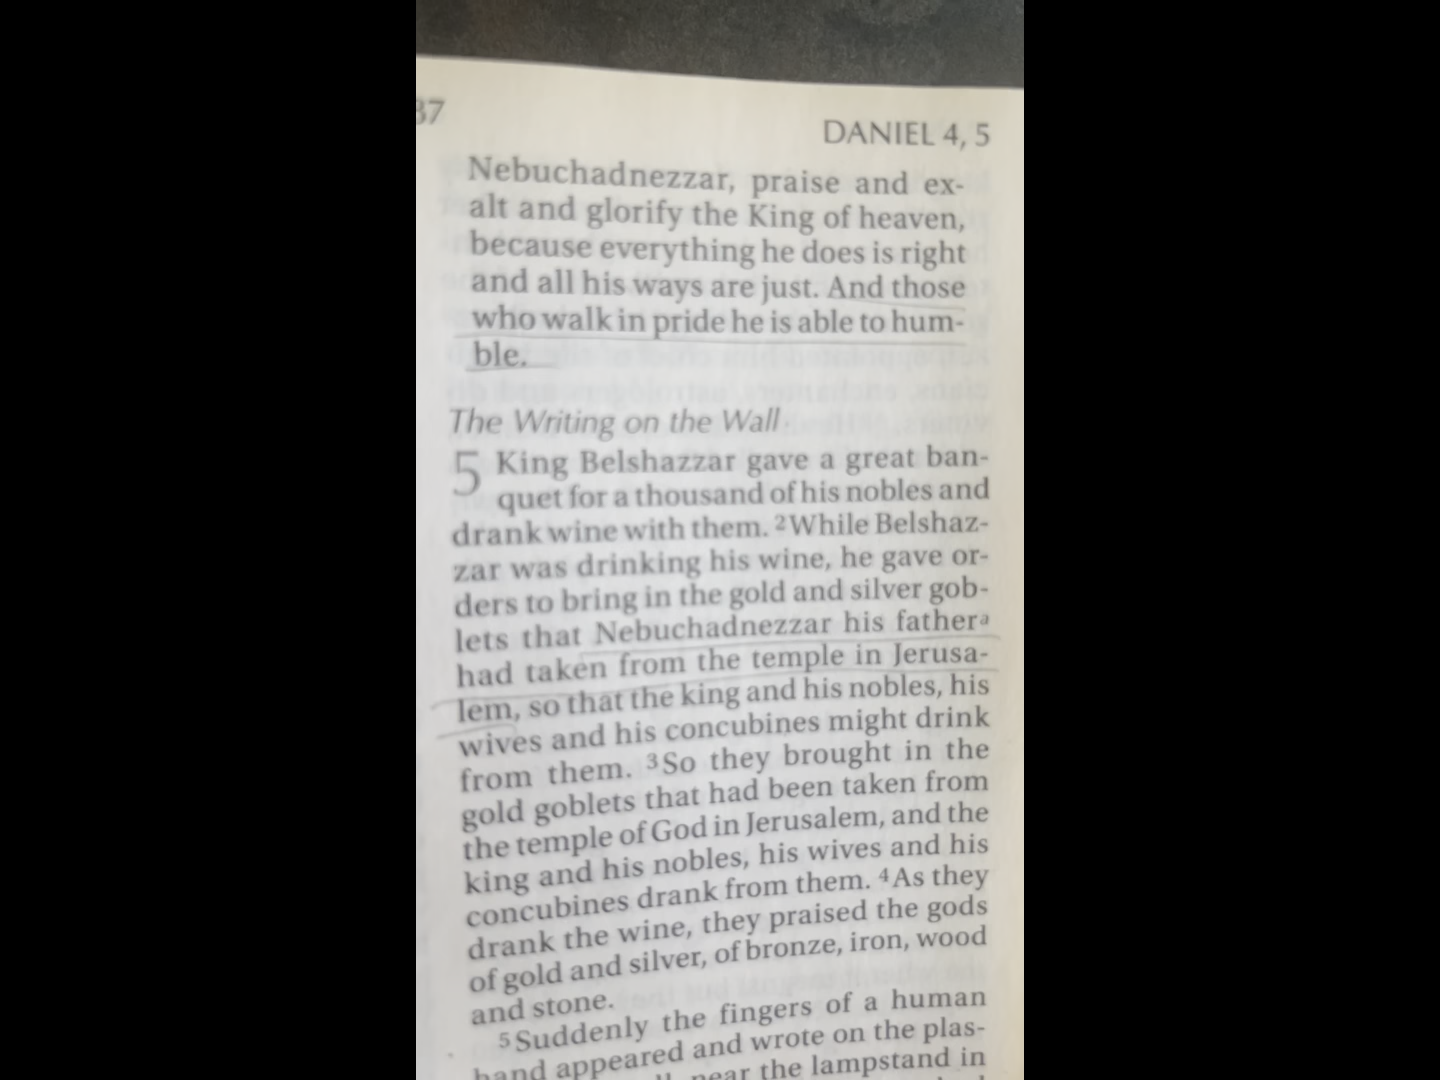 37
DANIEL 4, 5
Nebuchadnezzar, praise and ex-
alt and glorify the King of heaven,
because everything he does is right
and all his ways are just. And those
who walk in pride he is able to hum-
ble.
The Writing on the Wall
5 King Belshazzar gave a great ban-
quet for a thousand of his nobles and
drank wine with them. 2 While Belshaz-
zar was drinking his wine, he gave or-
ders to bring in the gold and silver gob-
lets that Nebuchadnezzar his father a
had taken from the temple in Jerusa-
lem, so that the king and his nobles, his
wives and his concubines might drink
from them. 3 So they brought in the
gold goblets that had been taken from
the temple of God in Jerusalem, and the
king and his nobles, his wives and his
concubines drank from them. 4 As they
drank the wine, they praised the gods
of gold and silver, of bronze, iron, wood
and stone.
5 Suddenly the fingers of a human
hand appeared and wrote on the plas-
near the lampstand in